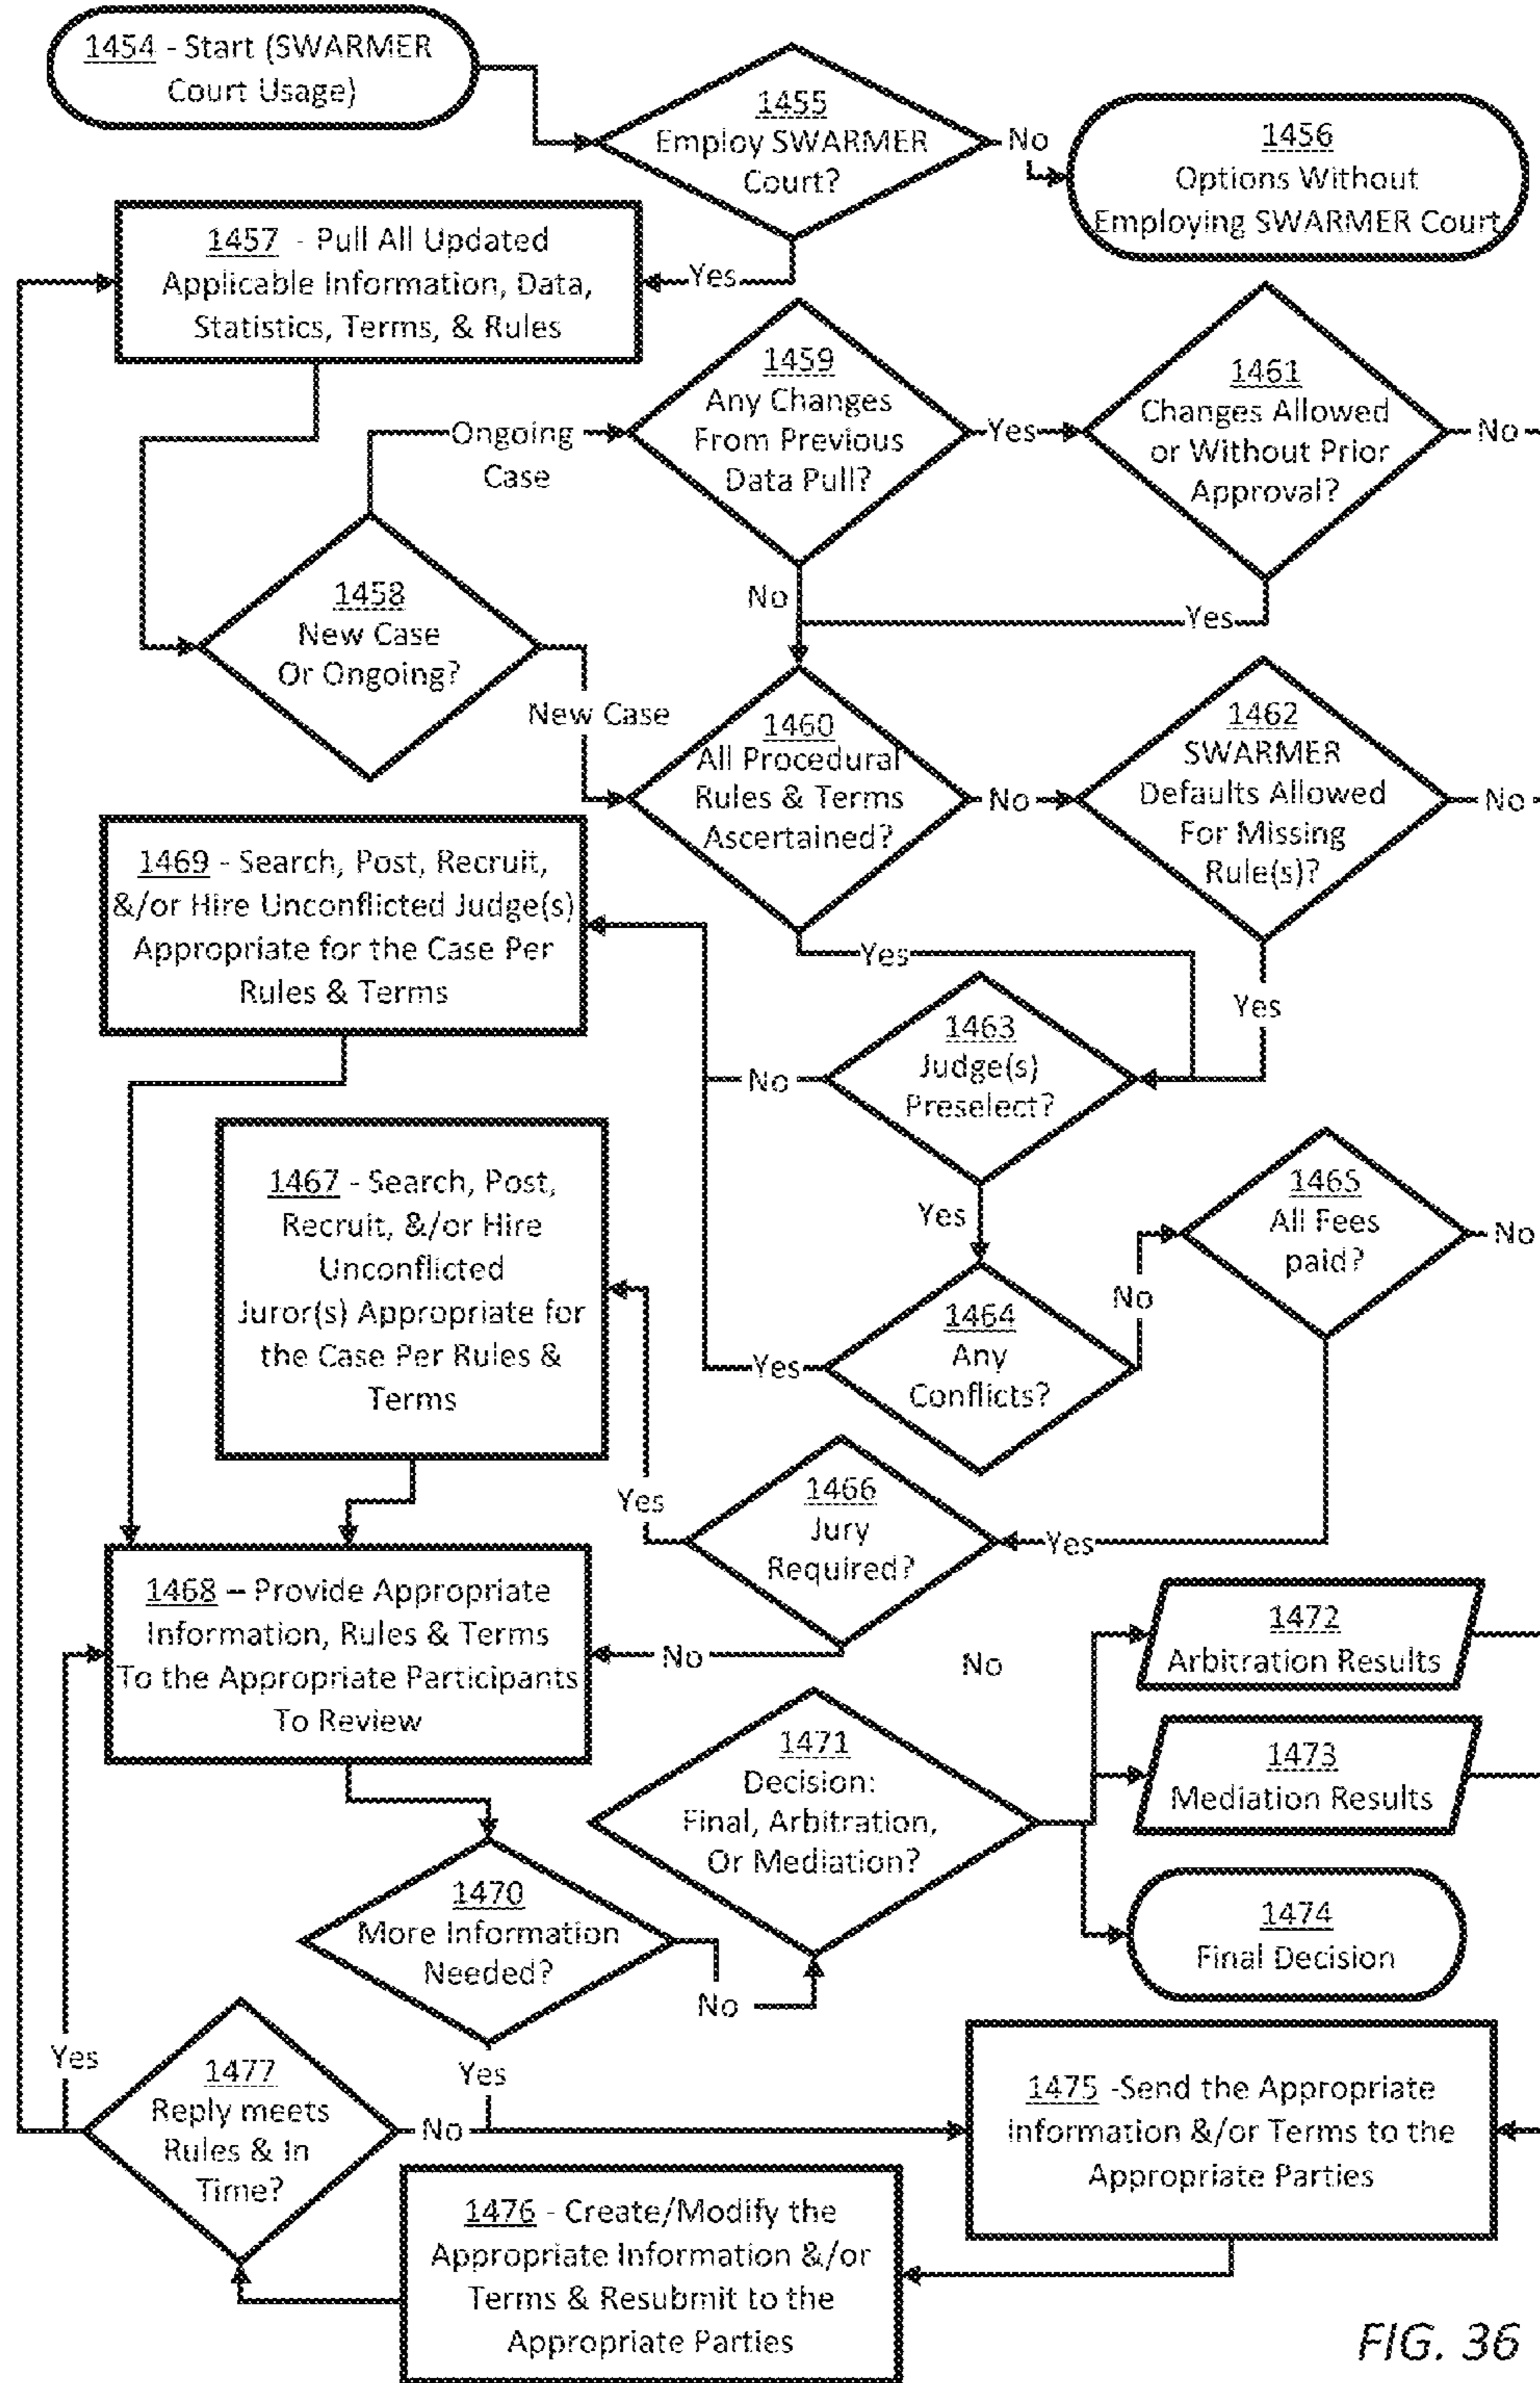 1454 - Start (SWARMER
Court Usage)
1455
Employ SWARMER
Court?
No
1456
Options Without
Employing SWARMER Court
1457 - Pull All Updated
Applicable Information, Data,
Statistics, Terms, & Rules
Yes
1459
Any Changes
From Previous
Data Pull?
Yes
1461
Changes Allowed
or Without Prior
Approval?
No
Ongoing
Case
1458
New Case
Or Ongoing?
No
Yes
New Case
1460
All Procedural
Rules & Terms
Ascertained?
No
1462
SWARMER
Defaults Allowed
For Missing
Rule(s)?
No
1469 - Search, Post, Recruit,
&/or Hire Unconflicted Judge(s)
Appropriate for the Case Per
Rules & Terms
Yes
Yes
1463
Judge(s)
Preselect?
No
1467 - Search, Post,
Recruit, &/or Hire
Unconflicted
Juror(s) Appropriate for
the Case Per Rules &
Terms
Yes
1465
All Fees
paid?
No
No
1464
Any
Conflicts?
Yes
1466
Jury
Required?
Yes
Yes
1468 – Provide Appropriate
Information, Rules & Terms
To the Appropriate Participants
To Review
No
No
1472
Arbitration Results
1471
Decision:
Final, Arbitration,
Or Mediation?
1473
Mediation Results
1470
More Information
Needed?
No
1474
Final Decision
Yes
1477
Reply meets
Rules & In
Time?
Yes
No
1475 -Send the Appropriate
Information &/or Terms to the
Appropriate Parties
1476 - Create/Modify the
Appropriate Information &/or
Terms & Resubmit to the
Appropriate Parties
FIG. 36